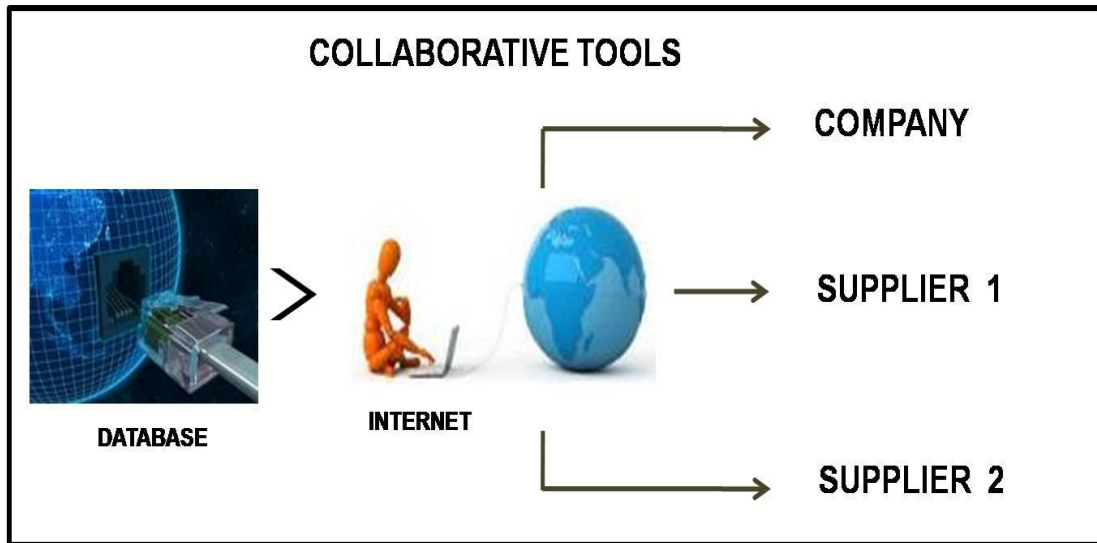 COLLABORATIVE TOOLS
COMPANY
SUPPLIER 1
INTERNET
DATABASE
SUPPLIER 2